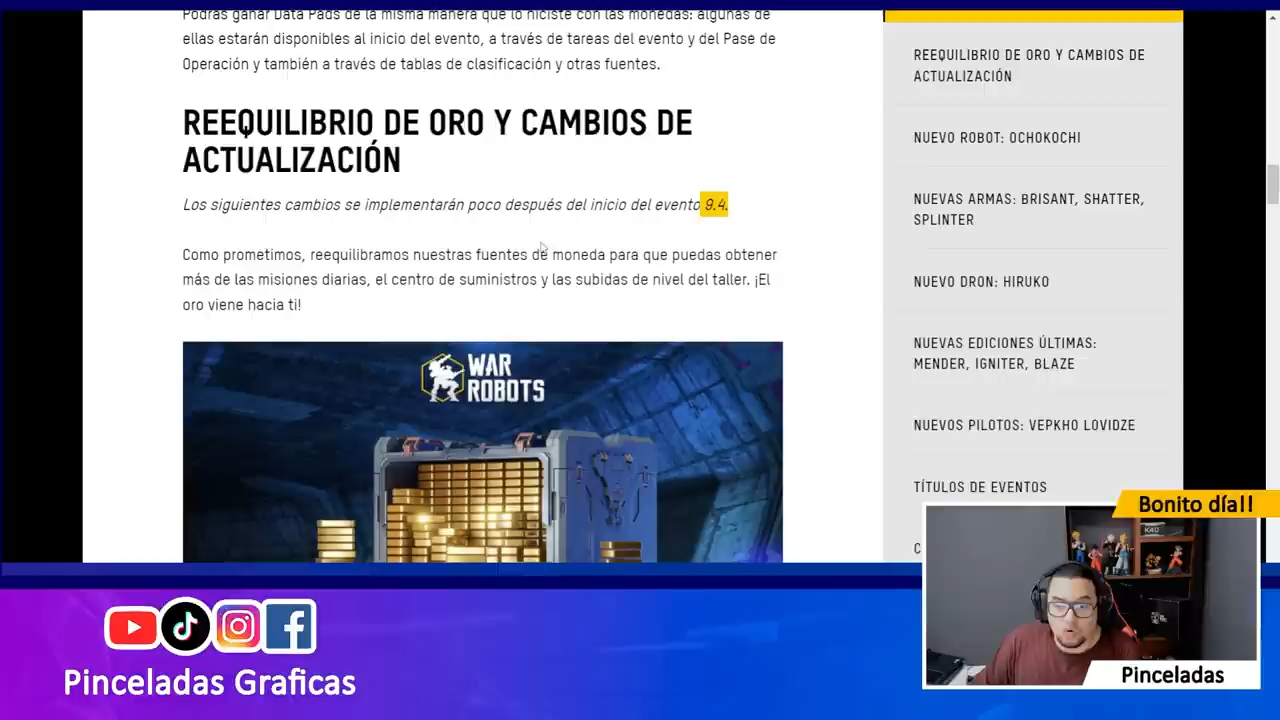 Podrás ganar Data Pads de la misma manera que lo hiciste con las monedas: algunas de
ellas estarán disponibles al inicio del evento, a través de tareas del evento y del Pase de
Operación y también a través de tablas de clasificación y otras fuentes.
REEQUILIBRIO DE ORO Y CAMBIOS DE
ACTUALIZACIÓN
Los siguientes cambios se implementarán poco después del inicio del evento 9.4.
Como prometimos, reequilibramos nuestras fuentes de moneda para que puedas obtener
más de las misiones diarias, el centro de suministros y las subidas de nivel del taller. ¡El
oro viene hacia ti!
WAR
ROBOTS
REEQUILIBRIO DE ORO Y CAMBIOS DE
ACTUALIZACIÓN
NUEVO ROBOT: OCHOKOCHI
NUEVAS ARMAS: BRISANT, SHATTER,
SPLINTER
NUEVO DRON: HIRUKO
NUEVAS EDICIONES ÚLTIMAS:
MENDER, IGNITER, BLAZE
NUEVOS PILOTOS: VEPKHO LOVIDZE
TÍTULOS DE EVENTOS
C
Bonito día!!
Pinceladas
Pinceladas Graficas